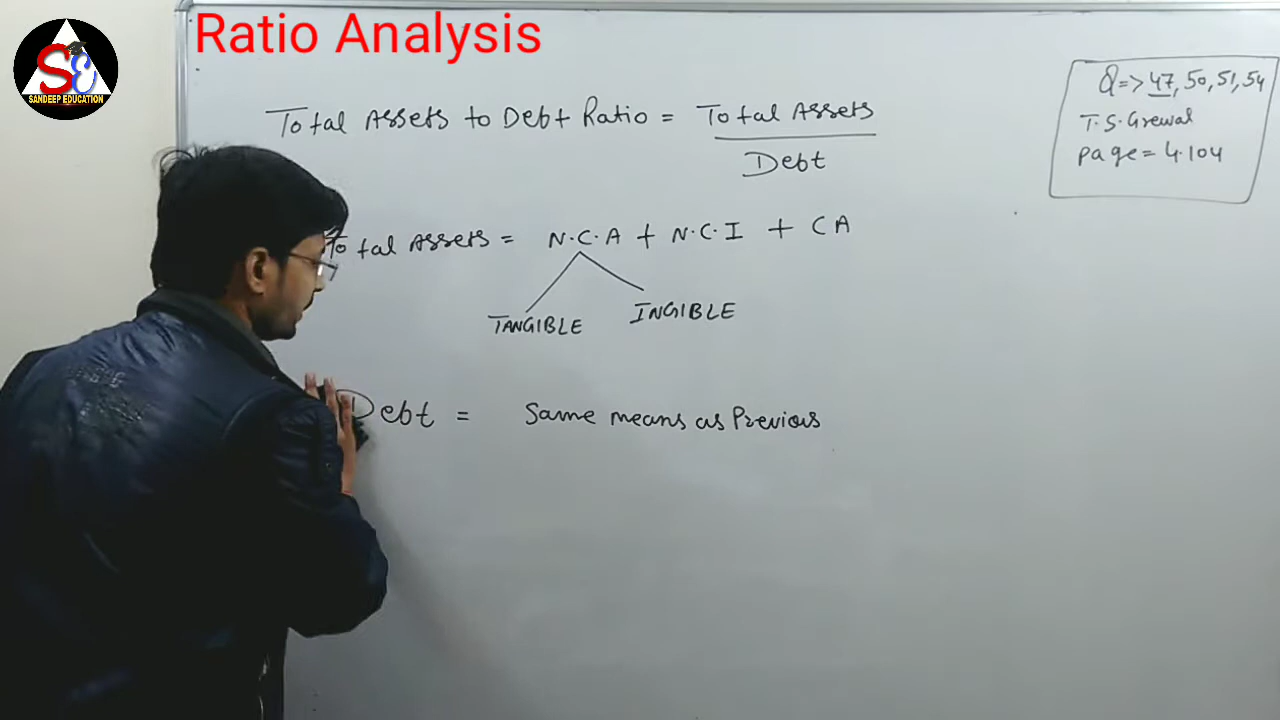 Ratio Analysis
SE
SANDEEP EDUCATION
Total Assets to Debt Ratio = Total Assets
Debt
Q => 47, 50, 51, 54
T.S. Grewal
Page = 4.104
Total Assets = N.C.A + N.C.I + CA
TANGIBLE INGIBLE
Debt = Same means as Previous